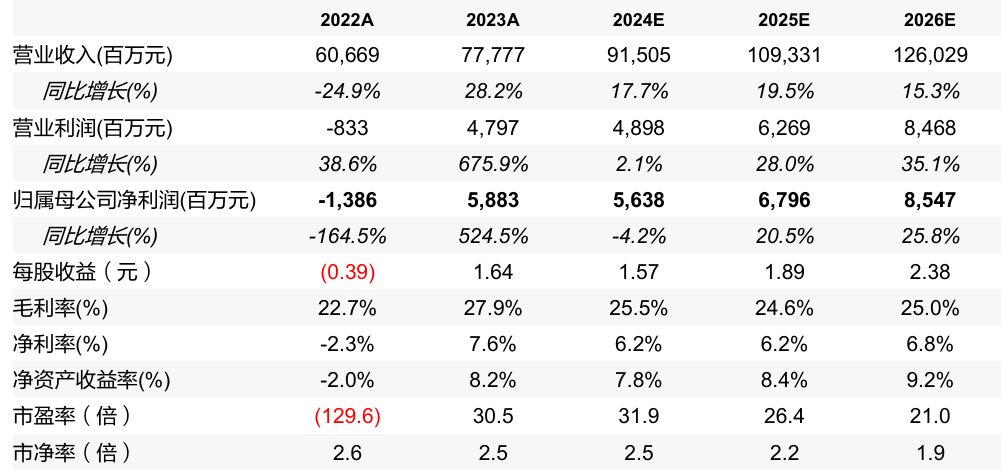 2022A 2023A 2024E 2025E 2026E
营业收入(百万元) 60,669 77,777 91,505 109,331 126,029
同比增长(%) -24.9% 28.2% 17.7% 19.5% 15.3%
营业利润(百万元) -833 4,797 4,898 6,269 8,468
同比增长(%) 38.6% 675.9% 2.1% 28.0% 35.1%
归属母公司净利润(百万元) -1,386 5,883 5,638 6,796 8,547
同比增长(%) -164.5% 524.5% -4.2% 20.5% 25.8%
每股收益（元） (0.39) 1.64 1.57 1.89 2.38
毛利率(%) 22.7% 27.9% 25.5% 24.6% 25.0%
净利率(%) -2.3% 7.6% 6.2% 6.2% 6.8%
净资产收益率(%) -2.0% 8.2% 7.8% 8.4% 9.2%
市盈率（倍） (129.6) 30.5 31.9 26.4 21.0
市净率（倍） 2.6 2.5 2.5 2.2 1.9